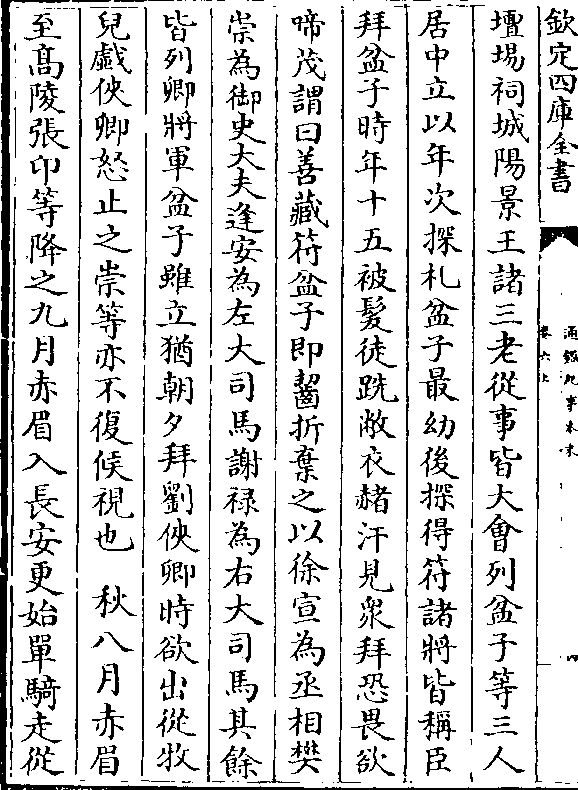 欽定四庫全書
通鑑紀事本末
卷六上
四
壇場祠城陽景王諸三老從事皆大會列盆子等三人
居中立以年次探札盆子最幼後探得符諸將皆稱臣
拜盆子時年十五被髮徒跣敝衣赭汗見衆拜恐畏欲
啼茂謂曰善藏符盆子即齧折棄之以徐宣為丞相樊
崇為御史大夫逢安為左大司馬謝禄為右大司馬其餘
皆列卿將軍盆子雖立猶朝夕拜劉俠卿時欲出從牧
兒戯俠卿怒止之崇等亦不復候視也 秋八月赤眉
至髙陵張卬等降之九月赤眉入長安更始單騎走從